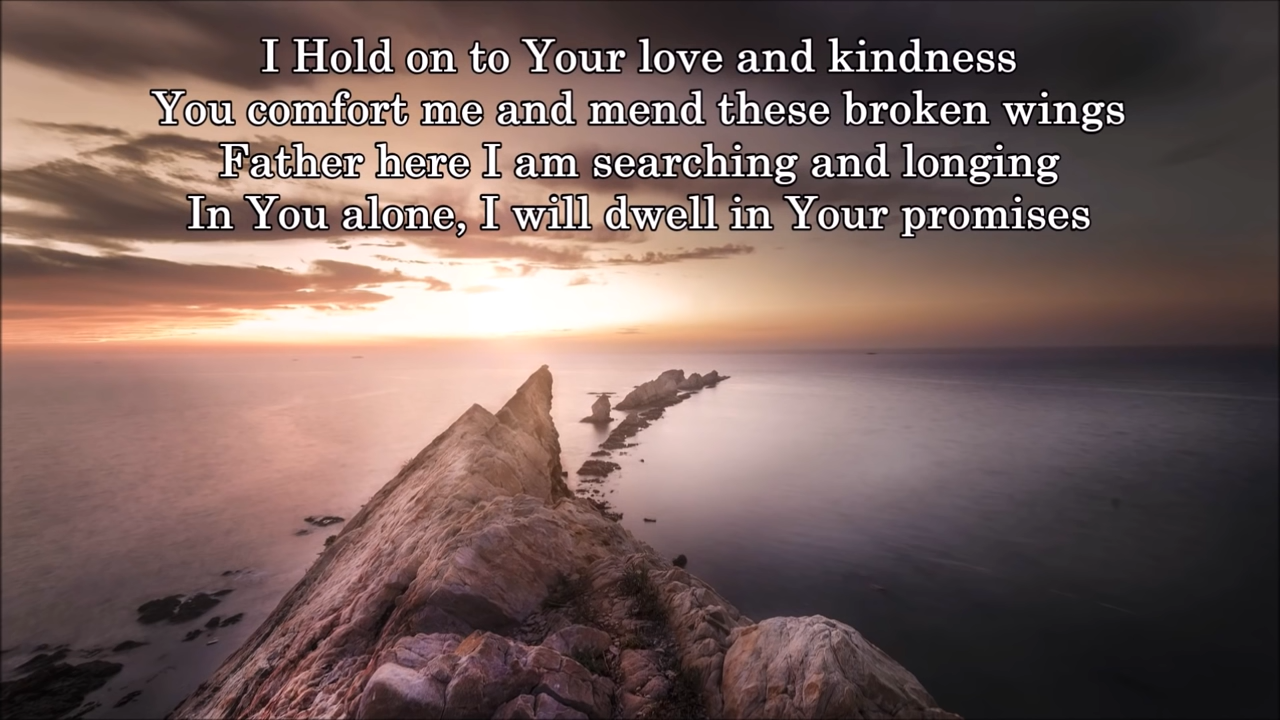 I Hold on to Your love and kindness
You comfort me and mend these broken wings
Father here I am searching and longing
In You alone, I will dwell in Your promises